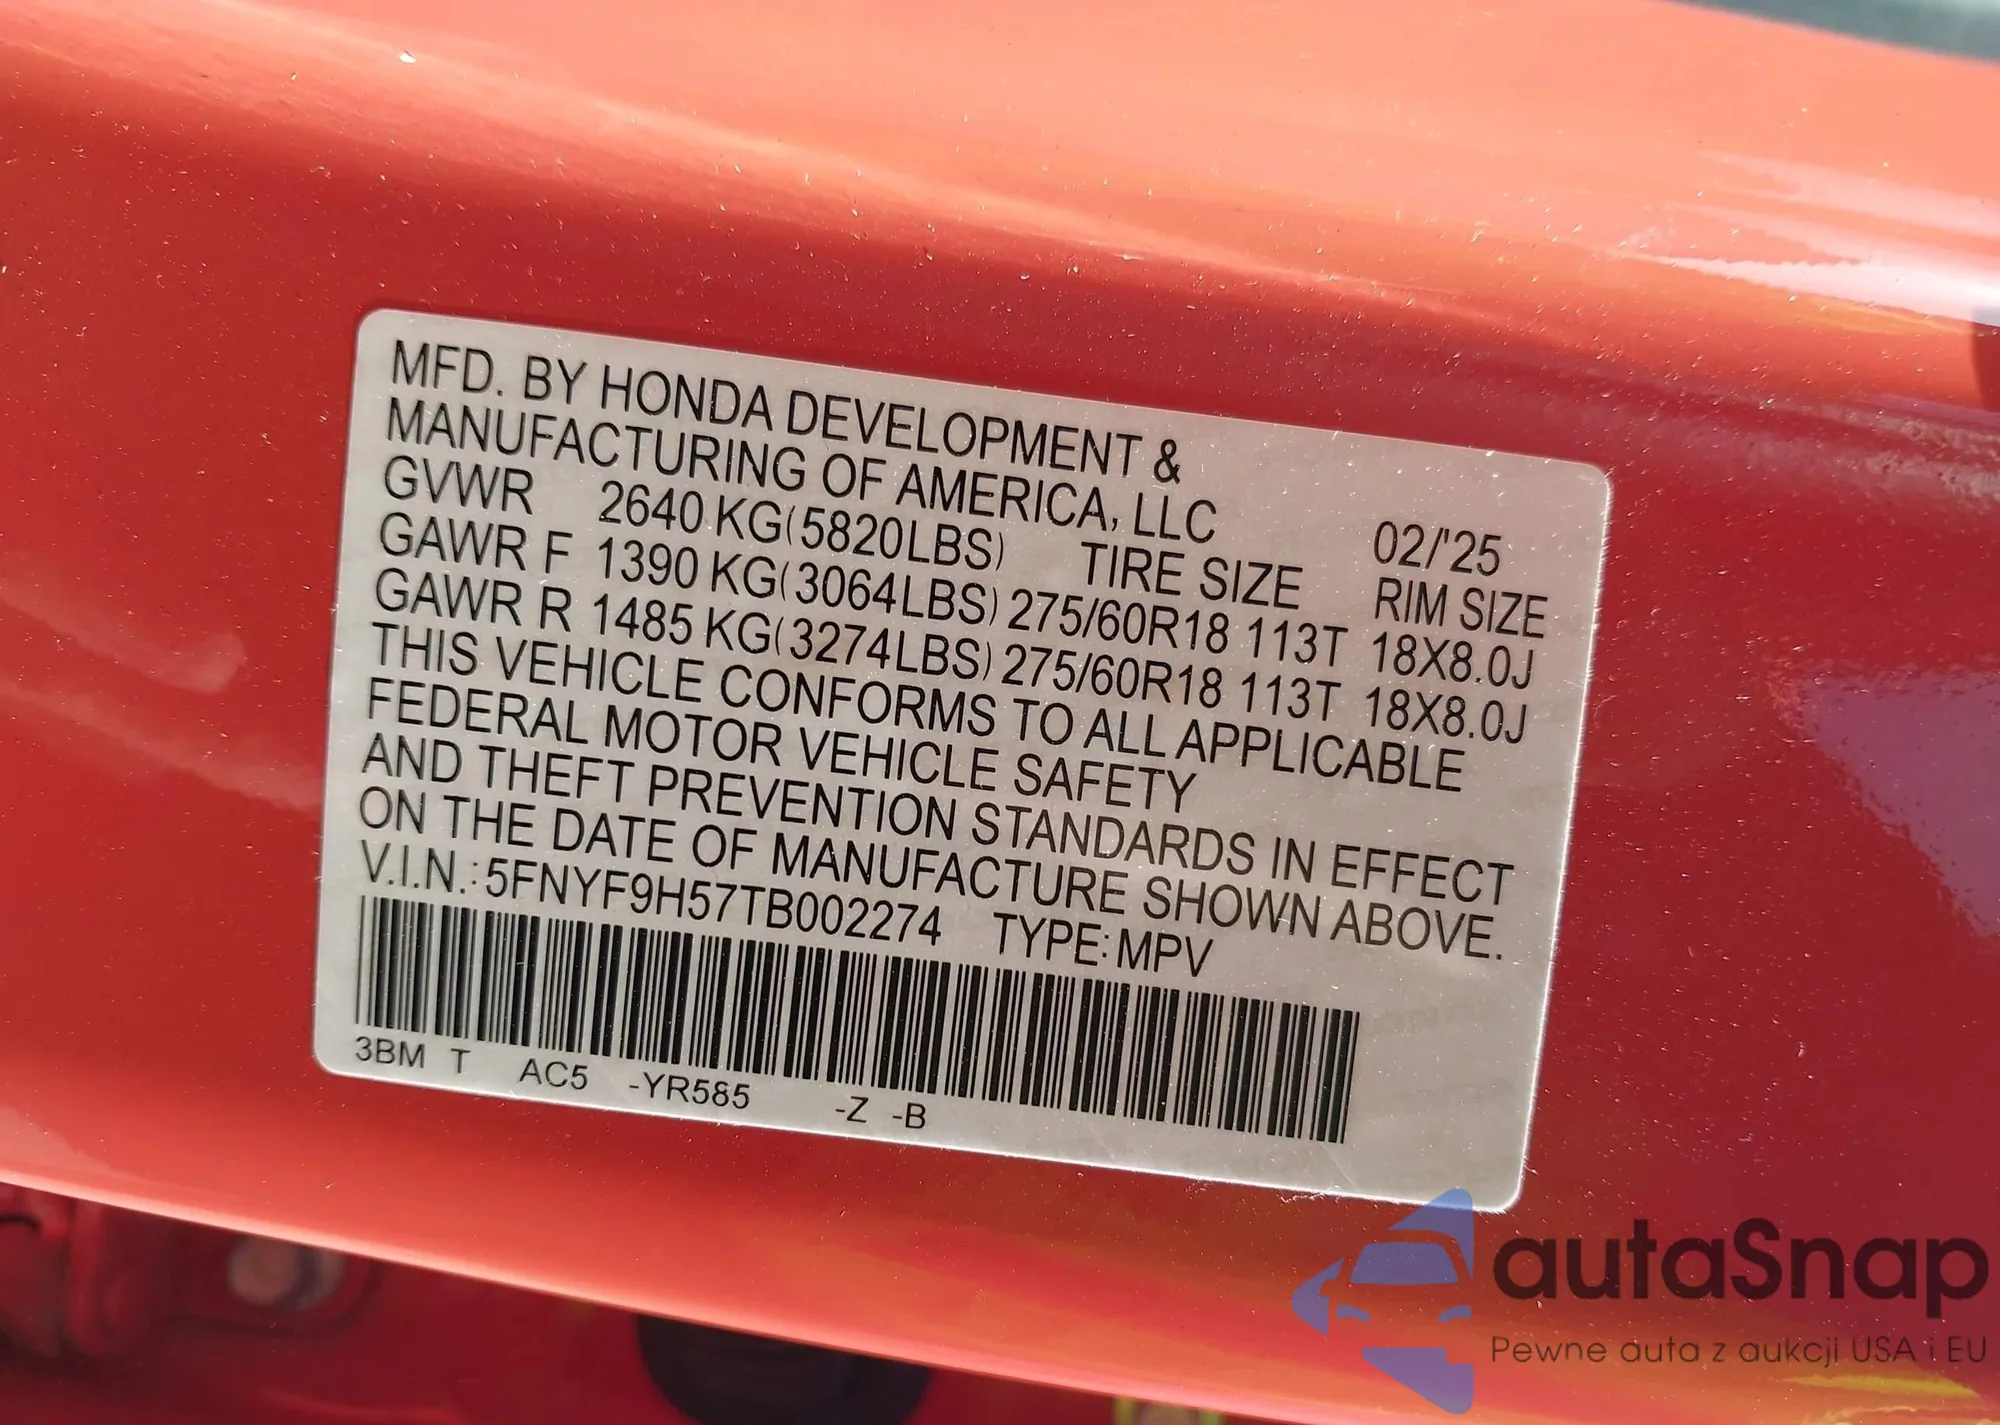 MFD. BY HONDA DEVELOPMENT &
MANUFACTURING OF AMERICA, LLC 02/'25
GVWR 2640 KG(5820LBS) TIRE SIZE RIM SIZE
GAWR F 1390 KG(3064LBS) 275/60R18 113T 18X8.0J
GAWR R 1485 KG(3274LBS) 275/60R18 113T 18X8.0J
THIS VEHICLE CONFORMS TO ALL APPLICABLE
FEDERAL MOTOR VEHICLE SAFETY
AND THEFT PREVENTION STANDARDS IN EFFECT
ON THE DATE OF MANUFACTURE SHOWN ABOVE.
V.I.N.: 5FNYF9H57TB002274 TYPE: MPV
3BM T AC5 -YR585 -Z -B
autaSnap
Pewne auta z aukcji USA i EU